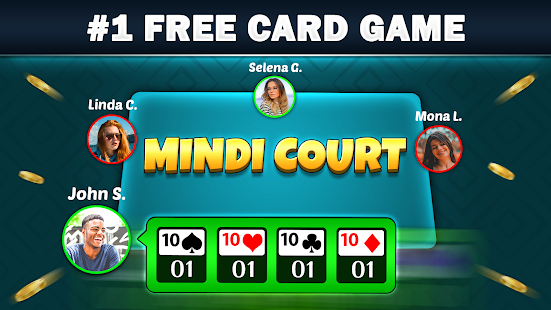 #1 FREE CARD GAME
Selena G.
Linda C.
Mona L.
MINDI COURT
John S.
10♠ 10♥ 10♣ 10♦
01 01 01 01